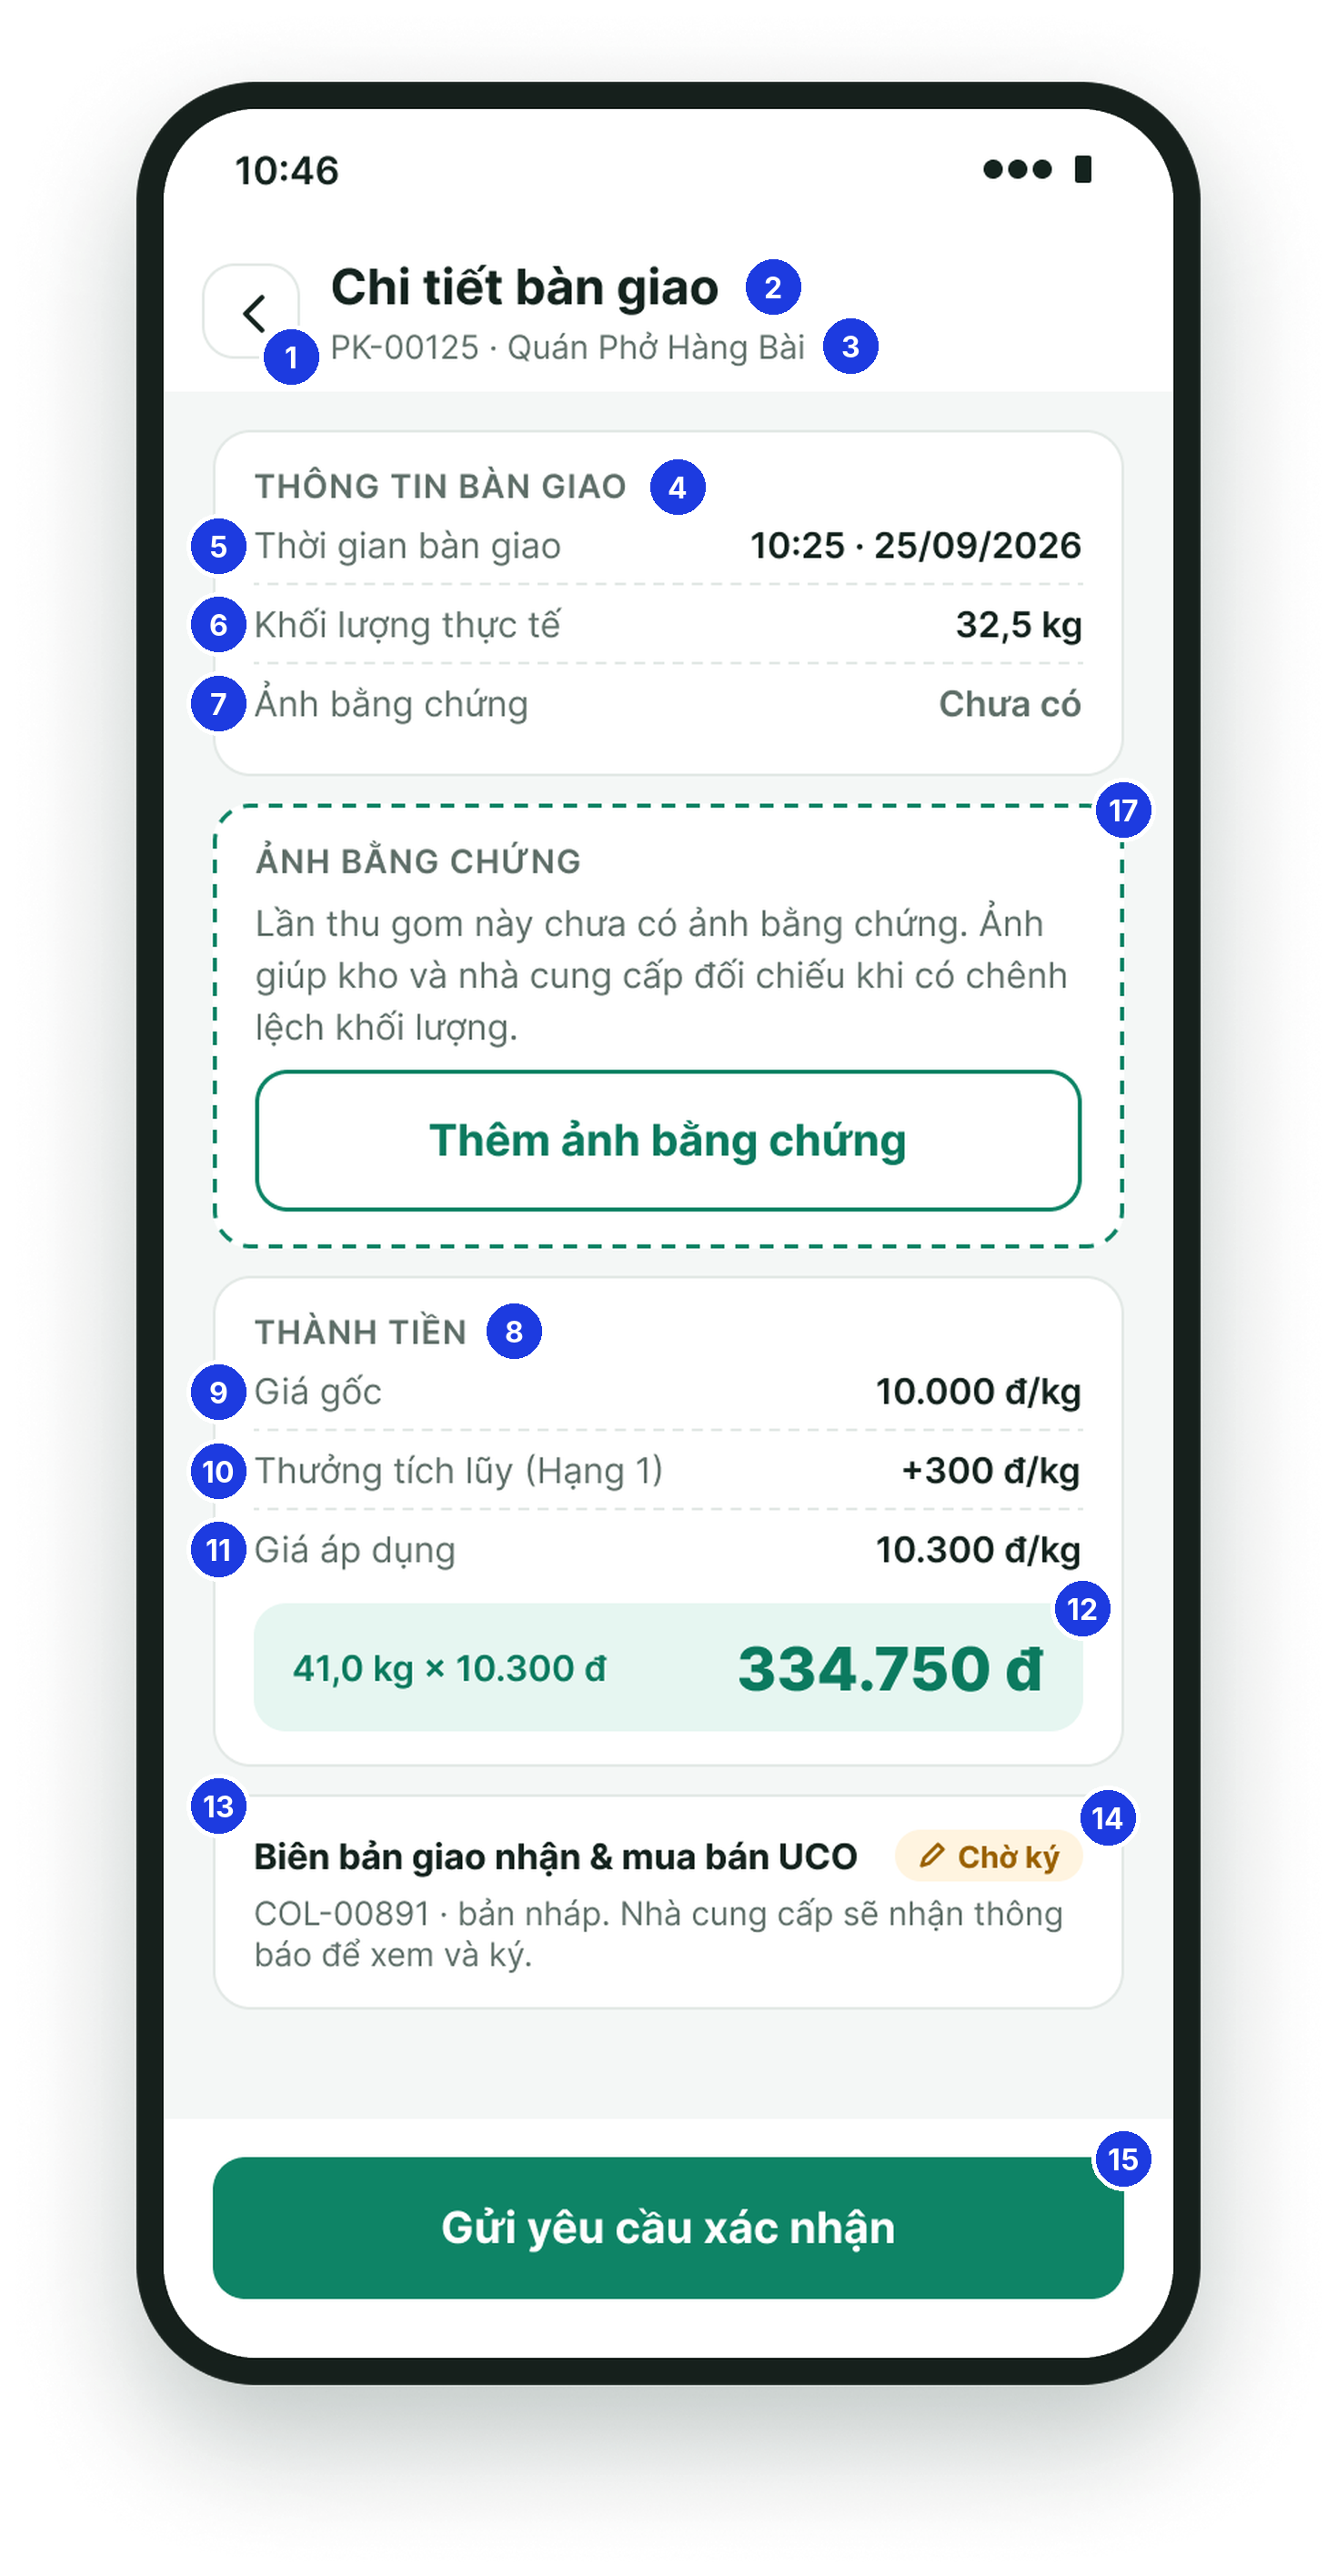 10:46
Chi tiết bàn giao 2
1 PK-00125 · Quán Phở Hàng Bài 3
THÔNG TIN BÀN GIAO 4
5 Thời gian bàn giao 10:25 · 25/09/2026
6 Khối lượng thực tế 32,5 kg
7 Ảnh bằng chứng Chưa có
17
ẢNH BẰNG CHỨNG
Lần thu gom này chưa có ảnh bằng chứng. Ảnh
giúp kho và nhà cung cấp đối chiếu khi có chênh
lệch khối lượng.
Thêm ảnh bằng chứng
THÀNH TIỀN 8
9 Giá gốc 10.000 đ/kg
10 Thưởng tích lũy (Hạng 1) +300 đ/kg
11 Giá áp dụng 10.300 đ/kg
12
41,0 kg × 10.300 đ 334.750 đ
13 14
Biên bản giao nhận & mua bán UCO Chờ ký
COL-00891 · bản nháp. Nhà cung cấp sẽ nhận thông
báo để xem và ký.
15
Gửi yêu cầu xác nhận